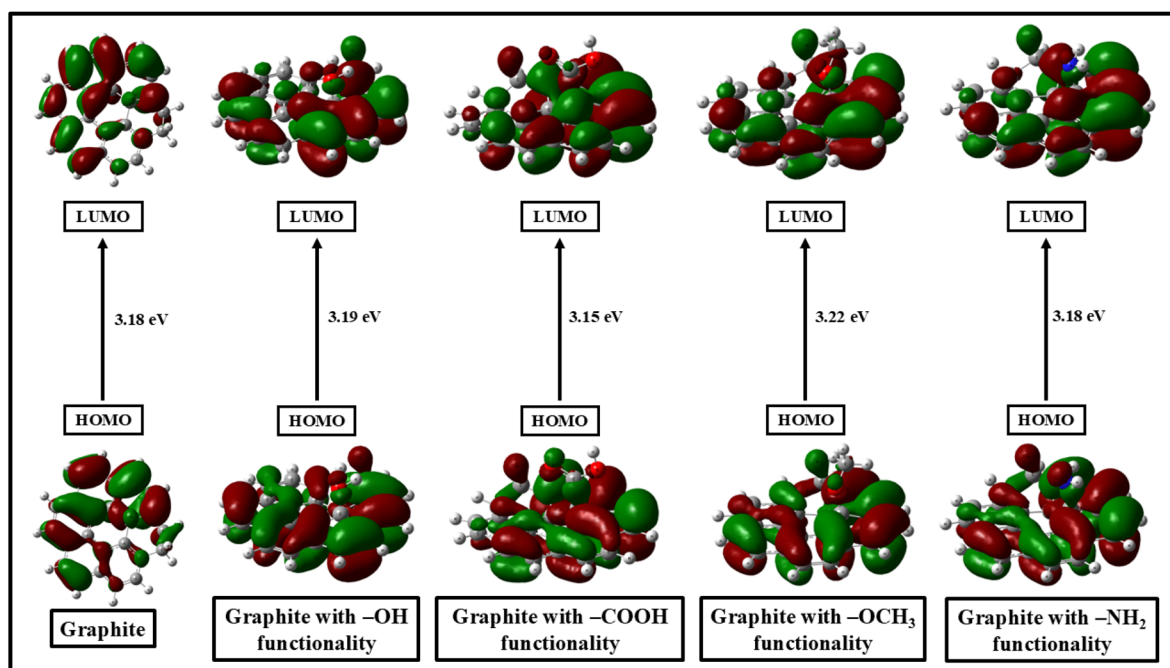 LUMO
LUMO
LUMO
LUMO
LUMO
3.18 eV
3.19 eV
3.15 eV
3.22 eV
3.18 eV
HOMO
HOMO
HOMO
HOMO
HOMO
Graphite
Graphite with –OH
functionality
Graphite with –COOH
functionality
Graphite with –OCH₃
functionality
Graphite with –NH₂
functionality